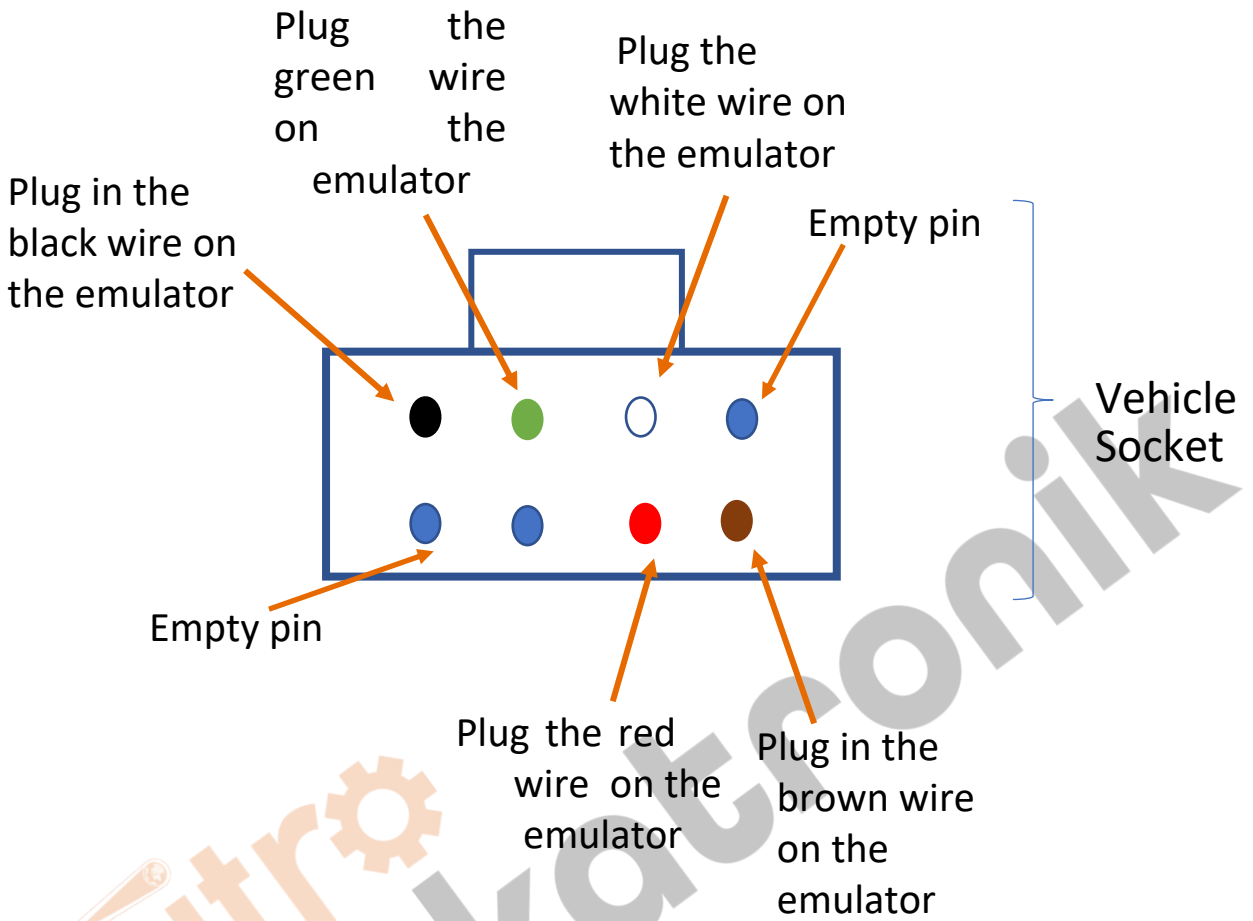 Plug the
green wire
on the
emulator
Plug the
white wire on
the emulator
Plug in the
black wire on
the emulator
Empty pin
Vehicle
Socket
Empty pin
Plug the red
wire on the
emulator
Plug in the
brown wire
on the
emulator
itro
katronik